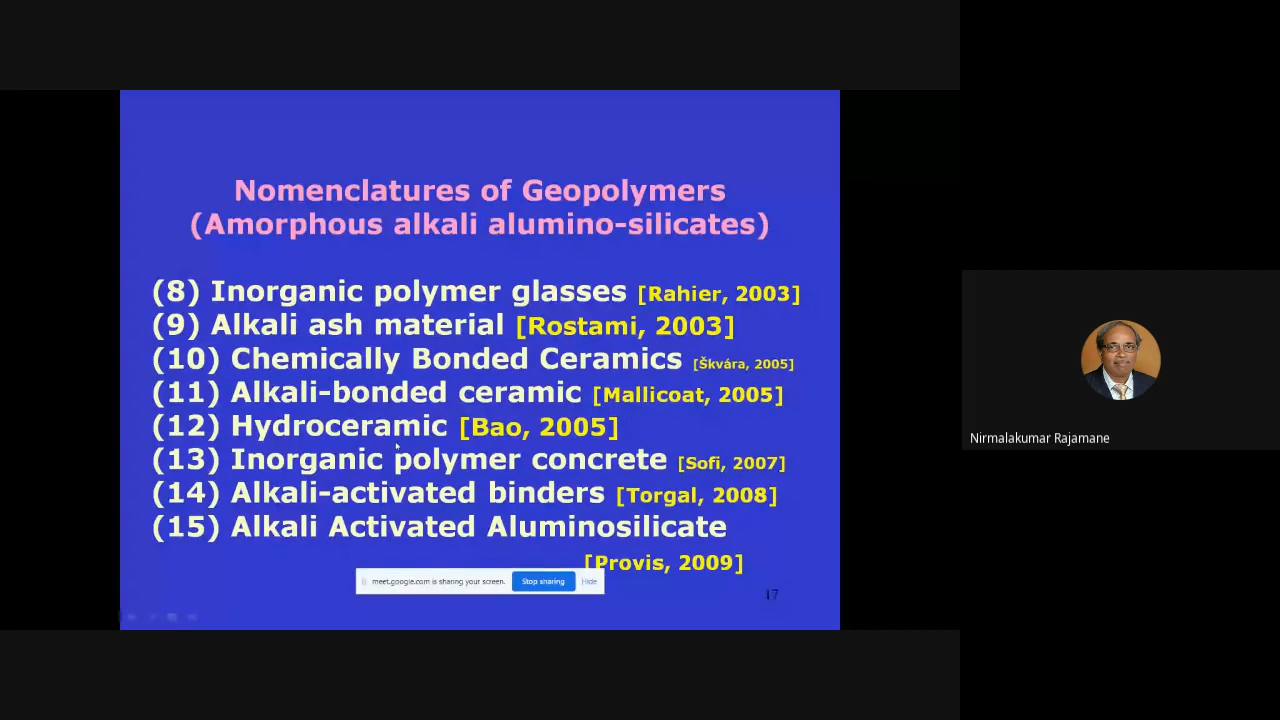 Nomenclatures of Geopolymers
(Amorphous alkali alumino-silicates)
(8) Inorganic polymer glasses [Rahier, 2003]
(9) Alkali ash material [Rostami, 2003]
(10) Chemically Bonded Ceramics [Škvára, 2005]
(11) Alkali-bonded ceramic [Mallicoat, 2005]
(12) Hydroceramic [Bao, 2005]
(13) Inorganic polymer concrete [Sofi, 2007]
(14) Alkali-activated binders [Torgal, 2008]
(15) Alkali Activated Aluminosilicate
[Provis, 2009]
meet.google.com is sharing your screen. Stop sharing Hide
17
Nirmalakumar Rajamane